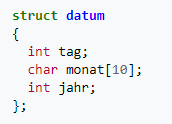 struct datum
{
  int tag;
  char monat[10];
  int jahr;
};